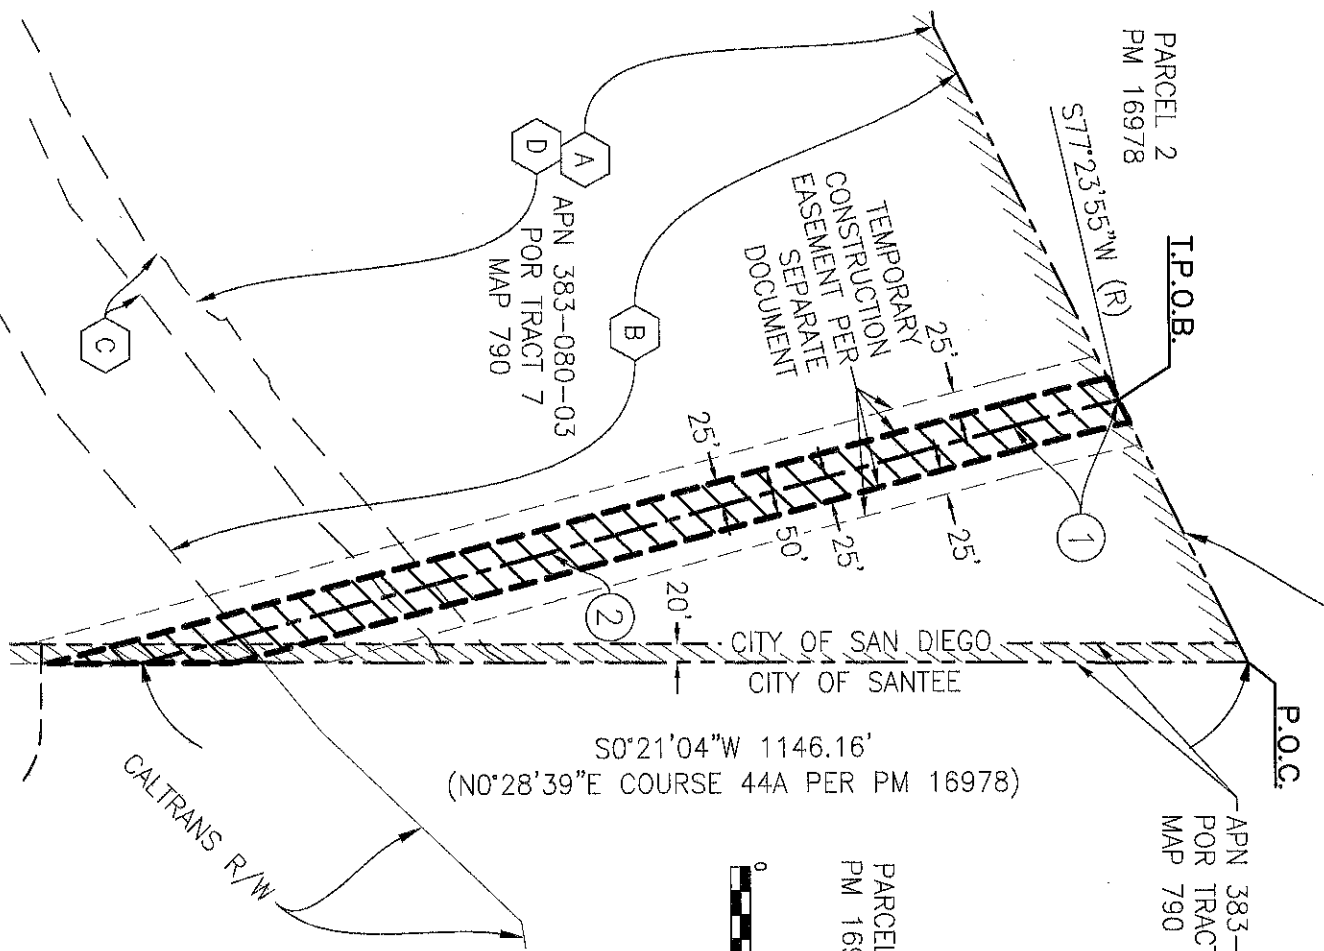 PARCEL 2
PM 16978
S77°23'55"W (R)
T.P.O.B.
P.O.C.
TEMPORARY
CONSTRUCTION
EASEMENT PER
SEPARATE
DOCUMENT
25'
A
D
APN 383-080-03
POR TRACT 7
MAP 790
B
C
25'
50'
25'
25'
1
2
20'
CITY OF SAN DIEGO
CITY OF SANTEE
S0°21'04"W 1146.16'
(N0°28'39"E COURSE 44A PER PM 16978)
CALTRANS R/W
APN 383-
POR TRACT
MAP 790
PARCEL
PM 169
0